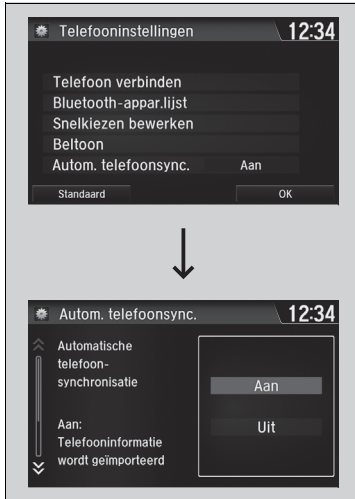 Telefooninstellingen 12:34
Telefoon verbinden
Bluetooth-appar.lijst
Snelkiezen bewerken
Beltoon
Autom. telefoonsync. Aan
Standaard OK
Autom. telefoonsync. 12:34
Automatische
telefoon-
synchronisatie
Aan:
Telefooninformatie
wordt geïmporteerd
Aan
Uit